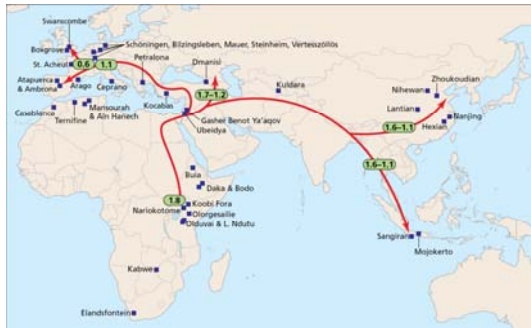 Swanscombe
Boxgrove
Schöningen, Bilzingsleben, Mauer, Steinheim, Vertesszöllös
0.6
1.1
St. Acheul
Petralona
Dmanisi
Atapuerca
& Ambrona
Arago
Ceprano
Kuldara
Zhoukoudian
Nihewan
1.7–1.2
Kocabas
Casablanca
Mansourah
& Aïn Hanech
Ternifine
Gesher Benot Ya'aqov
Ubeidya
Lantian
Nanjing
Hexian
1.6–1.1
1.6–1.1
Buia
Daka & Bodo
1.8
Koobi Fora
Nariokotome
Olorgesailie
Olduvai & L. Ndutu
Sangiran
Mojokerto
Kabwe
Elandsfontein